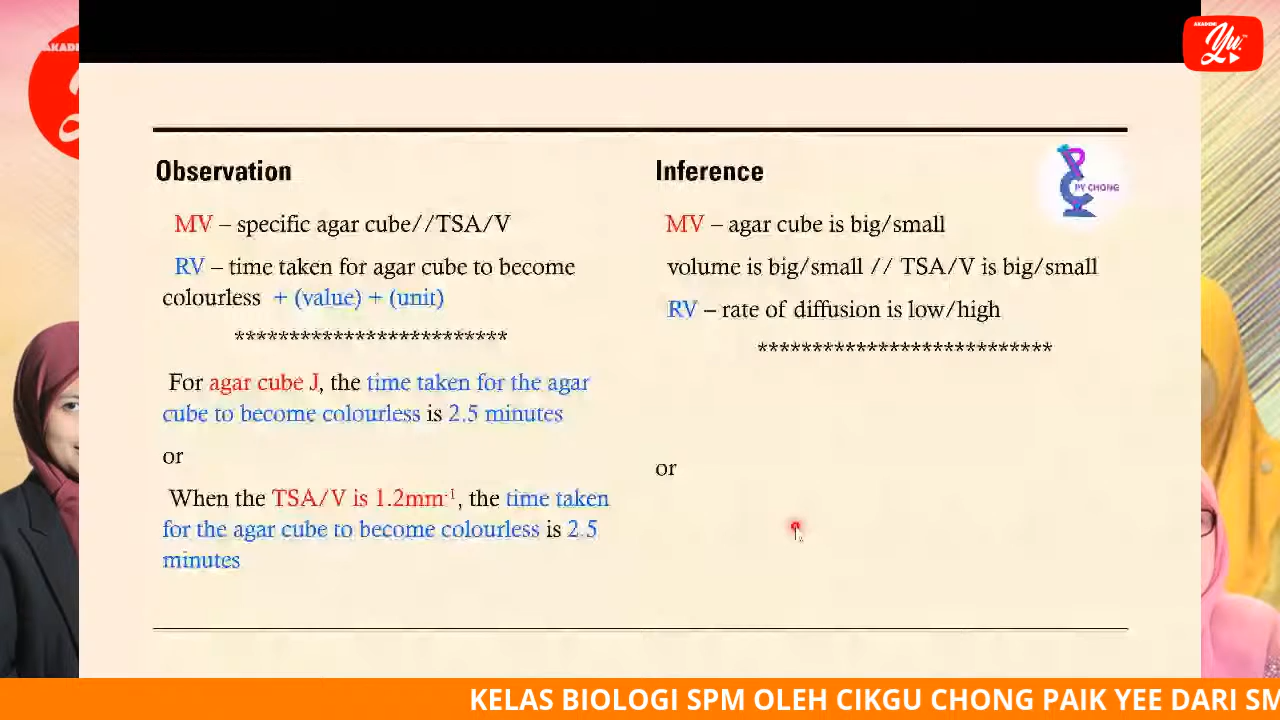 AKADEMI
Yu
Observation
MV – specific agar cube//TSA/V
RV – time taken for agar cube to become
colourless + (value) + (unit)
*************************
For agar cube J, the time taken for the agar
cube to become colourless is 2.5 minutes
or
When the TSA/V is 1.2mm⁻¹, the time taken
for the agar cube to become colourless is 2.5
minutes
Inference
PY CHONG
MV – agar cube is big/small
volume is big/small // TSA/V is big/small
RV – rate of diffusion is low/high
***************************
or
KELAS BIOLOGI SPM OLEH CIKGU CHONG PAIK YEE DARI SM